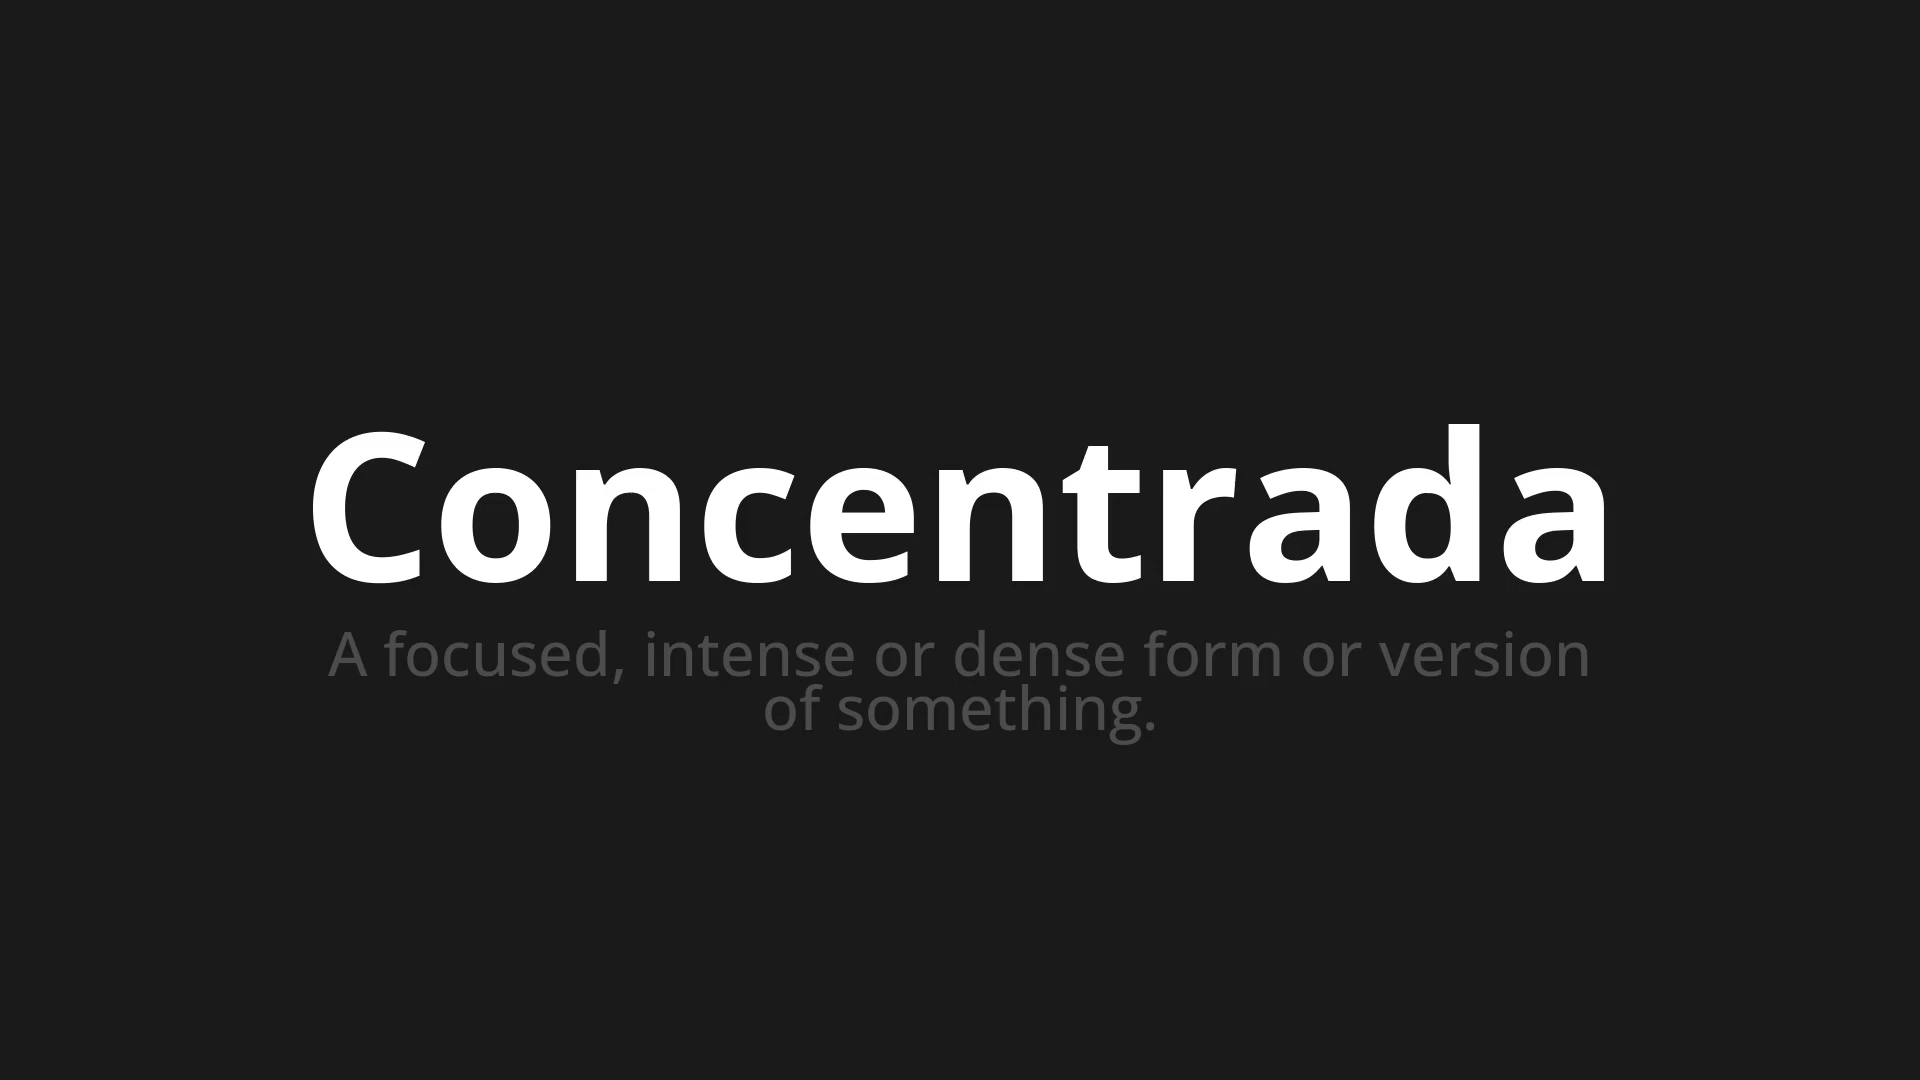 Concentrada
A focused, intense or dense form or version
of something.